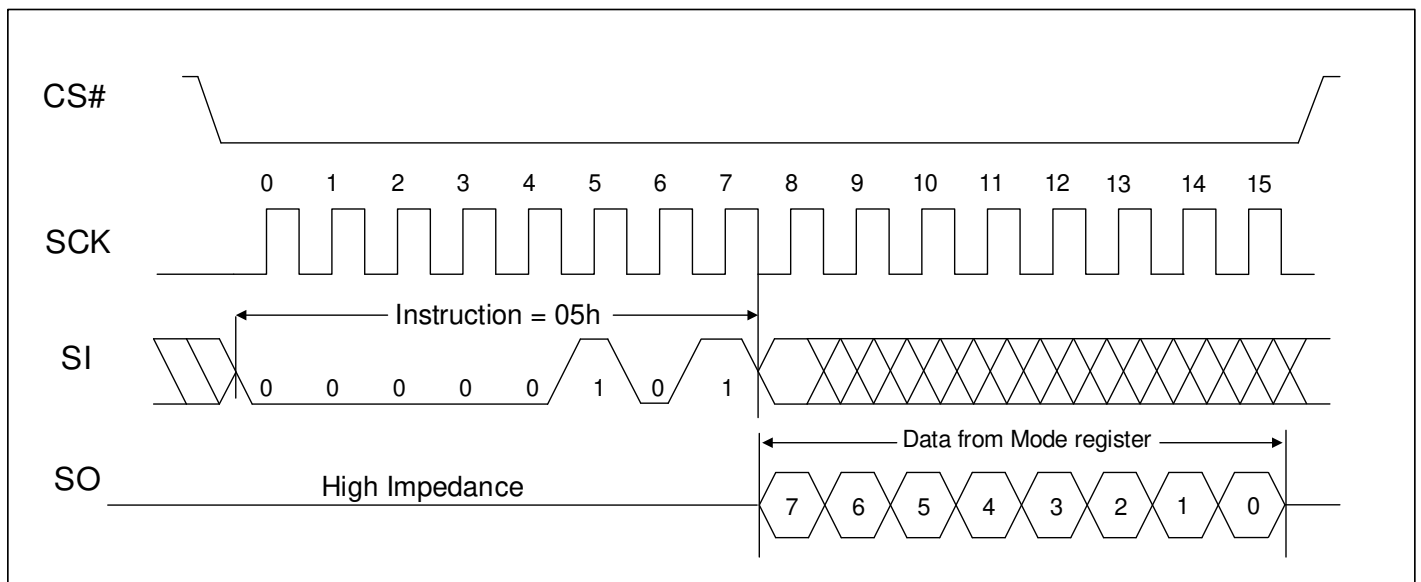 CS#
0 1 2 3 4 5 6 7 8 9 10 11 12 13 14 15
SCK
Instruction = 05h
SI
0 0 0 0 0 1 0 1
Data from Mode register
SO
High Impedance
7 6 5 4 3 2 1 0